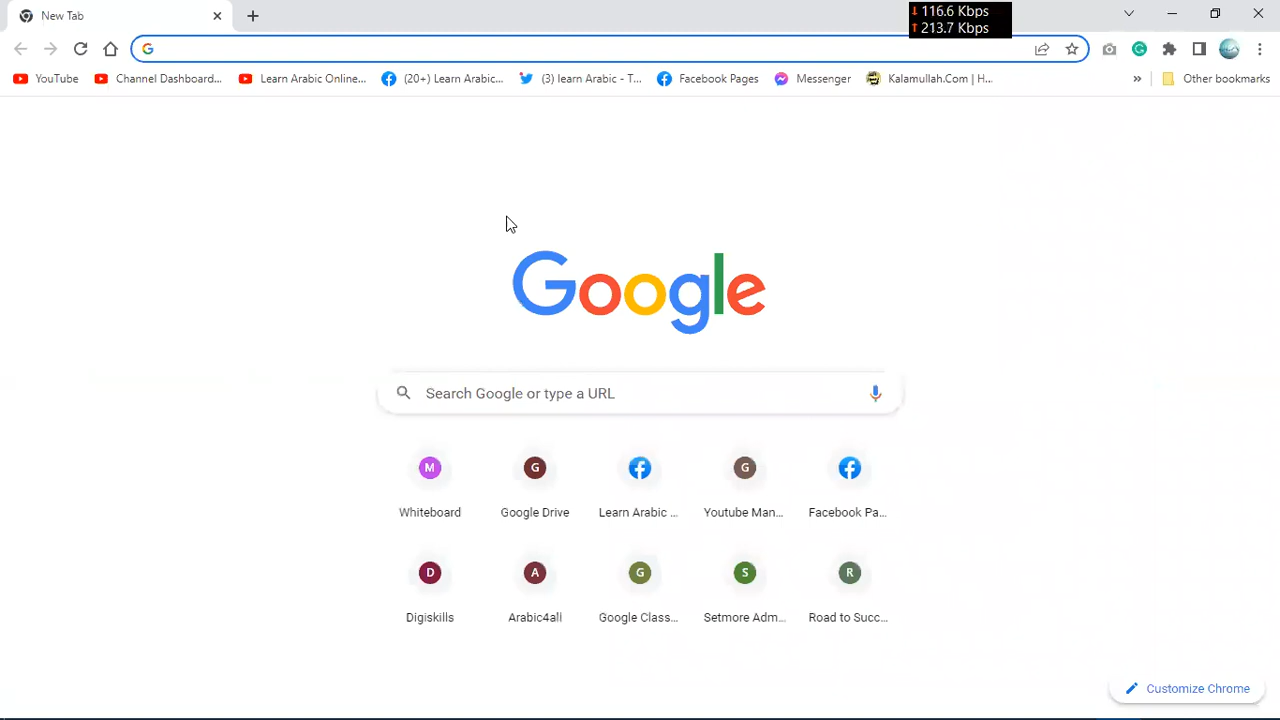 New Tab
116.6 Kbps
213.7 Kbps
YouTube
Channel Dashboard...
Learn Arabic Online...
(20+) Learn Arabic...
(3) learn Arabic - T...
Facebook Pages
Messenger
Kalamullah.Com | H...
»
Other bookmarks
Google
Search Google or type a URL
M
G
G
Whiteboard
Google Drive
Learn Arabic ...
Youtube Man...
Facebook Pa...
D
A
G
S
R
Digiskills
Arabic4all
Google Class...
Setmore Adm...
Road to Succ...
Customize Chrome